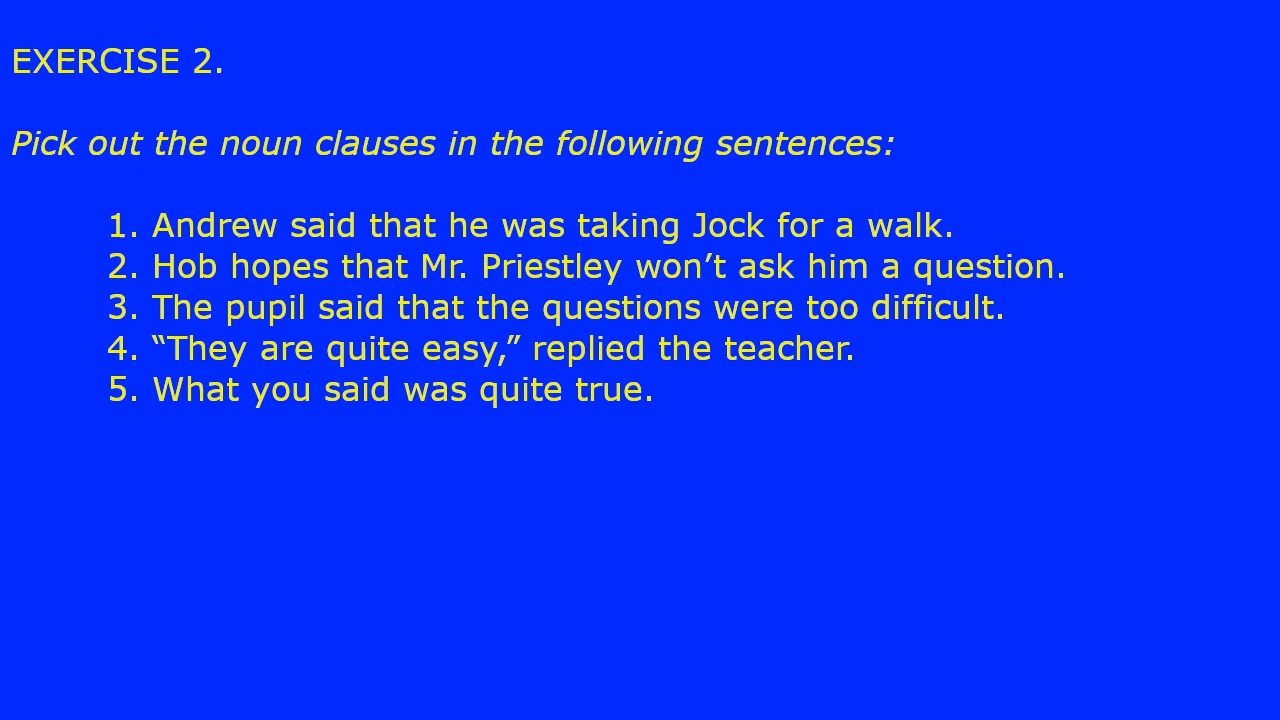 EXERCISE 2.
Pick out the noun clauses in the following sentences:
1. Andrew said that he was taking Jock for a walk.
2. Hob hopes that Mr. Priestley won’t ask him a question.
3. The pupil said that the questions were too difficult.
4. “They are quite easy,” replied the teacher.
5. What you said was quite true.